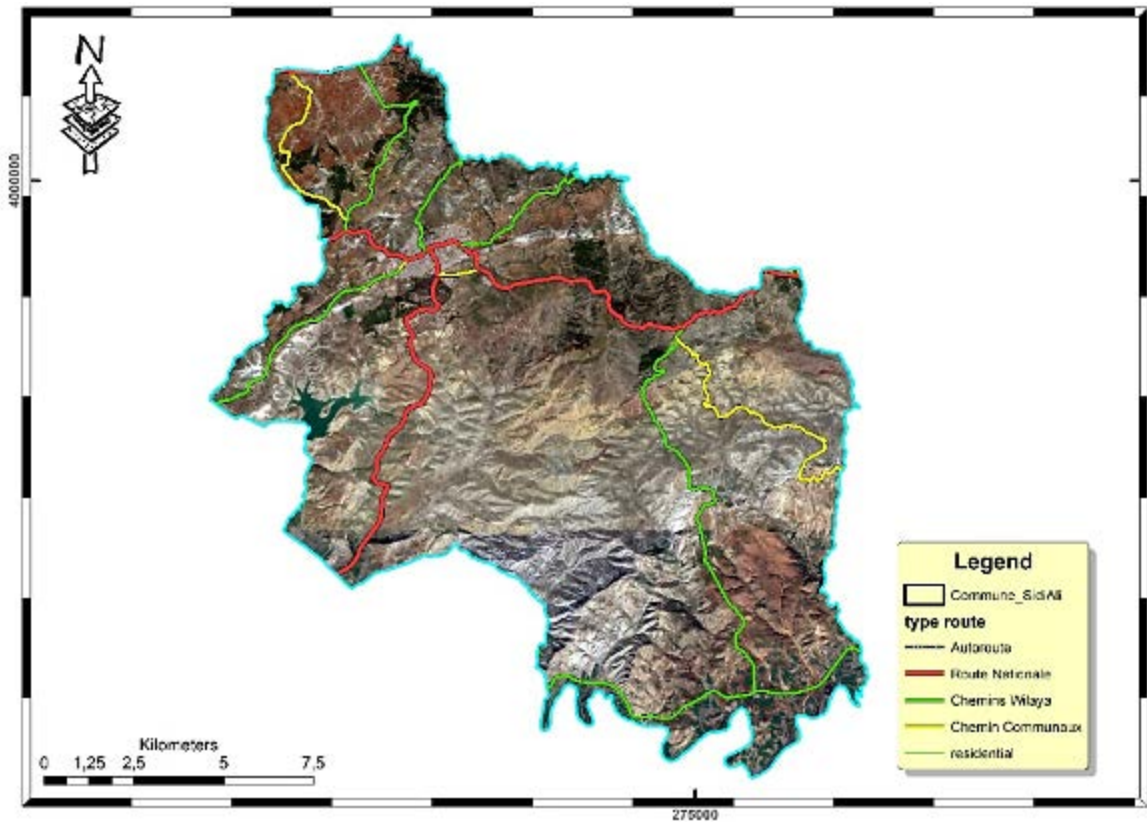 N
4000000
Legend
Commune_SidiAli
type route
Autoroute
Route Nationale
Chemins Wilaya
Chemin Communaux
residential
Kilometers
0 1,25 2,5 5 7,5
275000